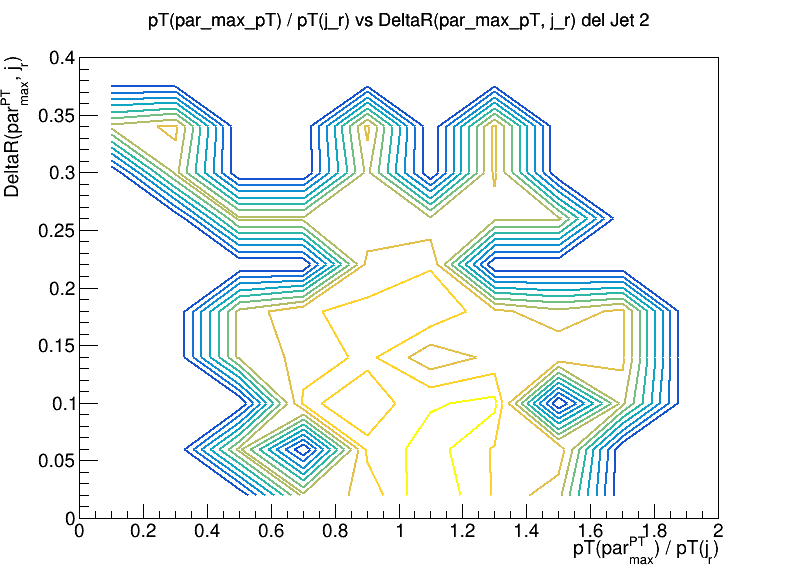 pT(par_max_pT) / pT(j_r) vs DeltaR(par_max_pT, j_r) del Jet 2
DeltaR(par^PT_max, j_r)
0.4
0.35
0.3
0.25
0.2
0.15
0.1
0.05
0
0 0.2 0.4 0.6 0.8 1 1.2 1.4 1.6 1.8 2
pT(par^PT_max) / pT(j_r)